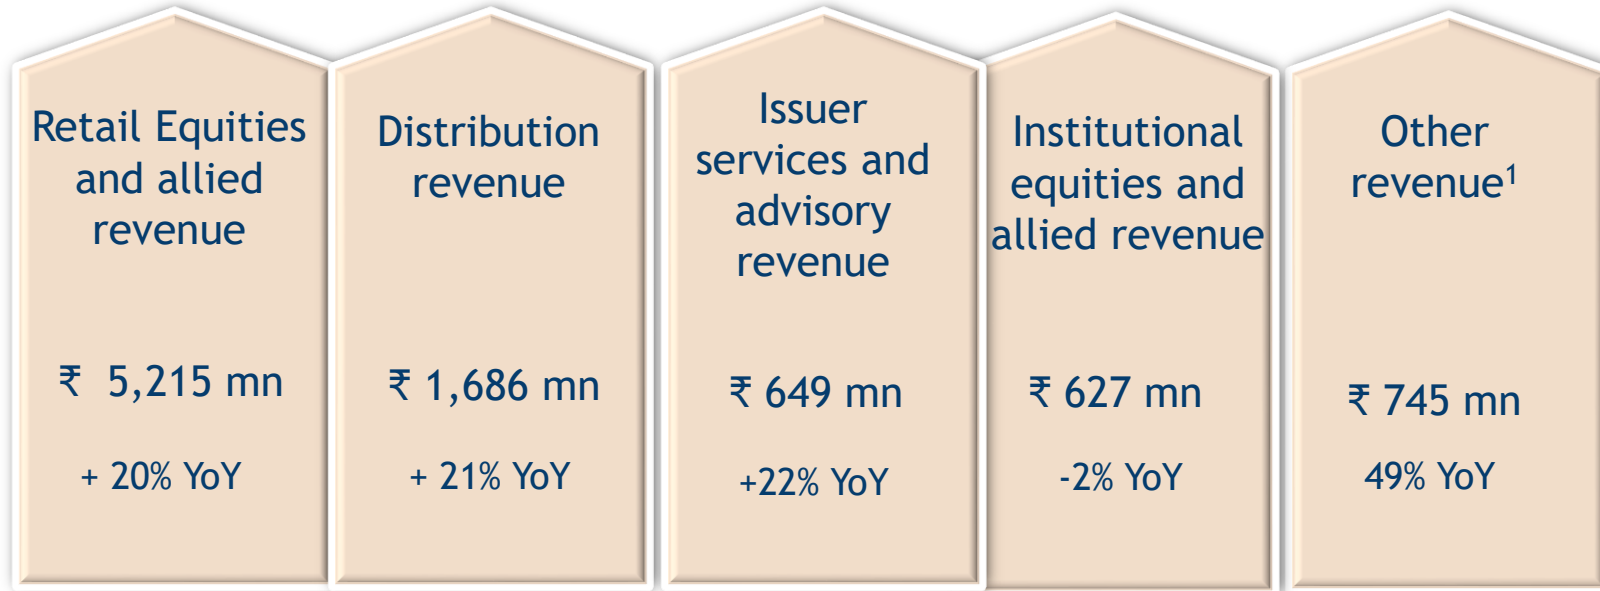 Retail Equities
and allied
revenue
₹ 5,215 mn
+ 20% YoY
Distribution
revenue
₹ 1,686 mn
+ 21% YoY
Issuer
services and
advisory
revenue
₹ 649 mn
+22% YoY
Institutional
equities and
allied revenue
₹ 627 mn
-2% YoY
Other
revenue¹
₹ 745 mn
49% YoY